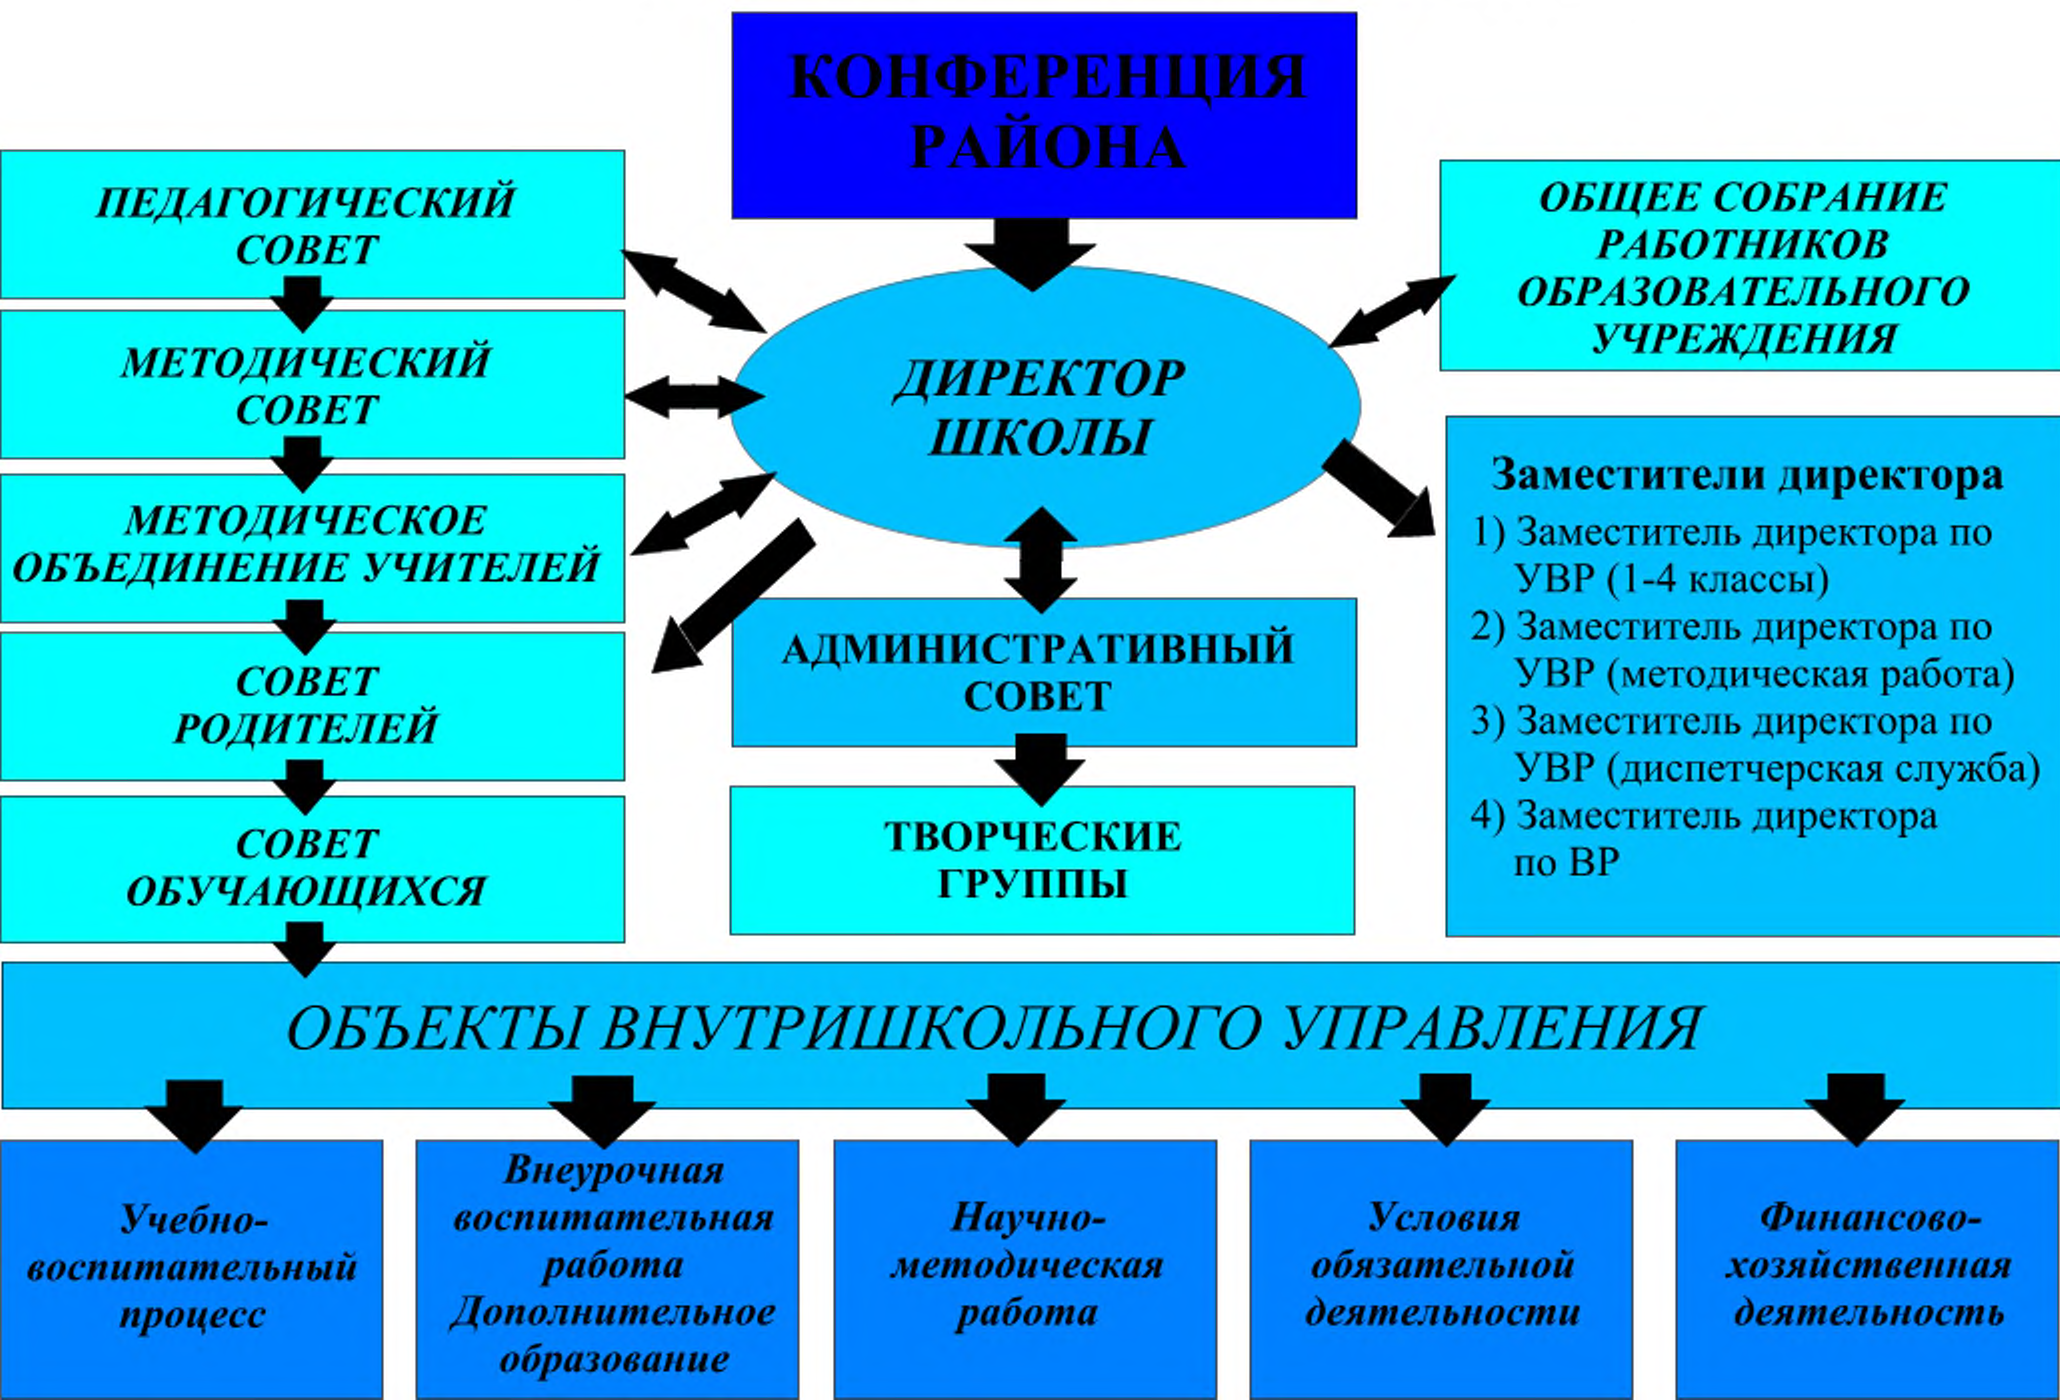 КОНФЕРЕНЦИЯ
РАЙОНА
ПЕДАГОГИЧЕСКИЙ
СОВЕТ
МЕТОДИЧЕСКИЙ
СОВЕТ
МЕТОДИЧЕСКОЕ
ОБЪЕДИНЕНИЕ УЧИТЕЛЕЙ
СОВЕТ
РОДИТЕЛЕЙ
СОВЕТ
ОБУЧАЮЩИХСЯ
ДИРЕКТОР
ШКОЛЫ
АДМИНИСТРАТИВНЫЙ
СОВЕТ
ТВОРЧЕСКИЕ
ГРУППЫ
ОБЩЕЕ СОБРАНИЕ
РАБОТНИКОВ
ОБРАЗОВАТЕЛЬНОГО
УЧРЕЖДЕНИЯ
Заместители директора
1) Заместитель директора по
УВР (1-4 классы)
2) Заместитель директора по
УВР (методическая работа)
3) Заместитель директора по
УВР (диспетчерская служба)
4) Заместитель директора
по ВР
ОБЪЕКТЫ ВНУТРИШКОЛЬНОГО УПРАВЛЕНИЯ
Учебно-
воспитательный
процесс
Внеурочная
воспитательная
работа
Дополнительное
образование
Научно-
методическая
работа
Условия
обязательной
деятельности
Финансово-
хозяйственная
деятельность